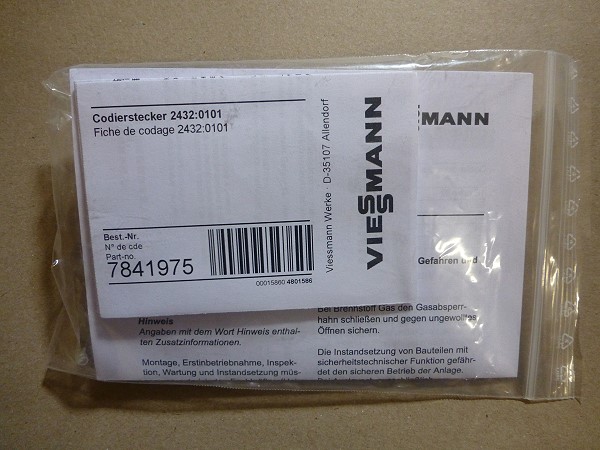 Codierstecker 2432:0101
Fiche de codage 2432:0101
Best.-Nr.
N° de cde
Part-no.
7841975
00015860 4801586
Viessmann Werke · D-35107 Allendorf
VIESSMANN
MANN
Gefahren und
Hinweis
Angaben mit dem Wort Hinweis enthal-
ten Zusatzinformationen.
Montage, Erstinbetriebnahme, Inspek-
tion, Wartung und Instandsetzung müs-
Bei Brennstoff Gas den Gasabsperr-
hahn schließen und gegen ungewolltes
Öffnen sichern.
Die Instandsetzung von Bauteilen mit
sicherheitstechnischer Funktion gefähr-
det den sicheren Betrieb der Anlage.